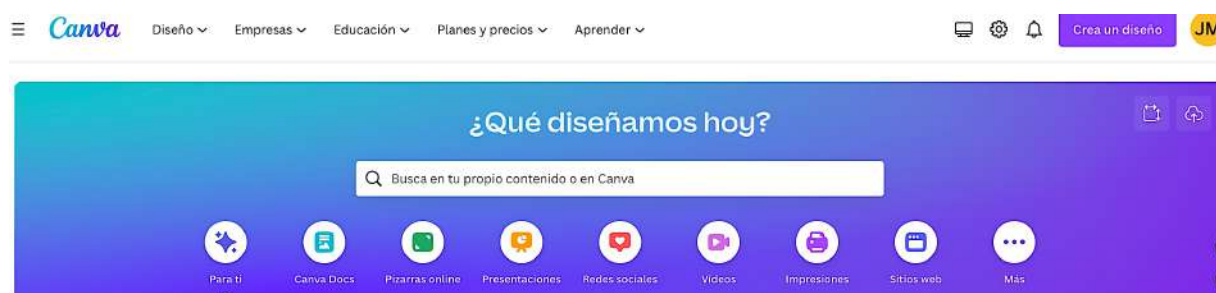 Canva Diseño Empresas Educación Planes y precios Aprender Crea un diseño JM
¿Qué diseñamos hoy?
Busca en tu propio contenido o en Canva
Para ti Canva Docs Pizarras online Presentaciones Redes sociales Vídeos Impresiones Sitios web Más